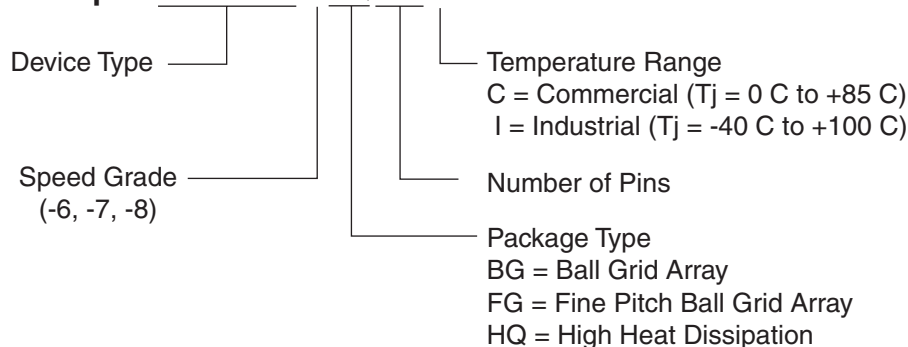 Device Type
Temperature Range
C = Commercial (Tj = 0 C to +85 C)
I = Industrial (Tj = -40 C to +100 C)
Speed Grade
(-6, -7, -8)
Number of Pins
Package Type
BG = Ball Grid Array
FG = Fine Pitch Ball Grid Array
HQ = High Heat Dissipation